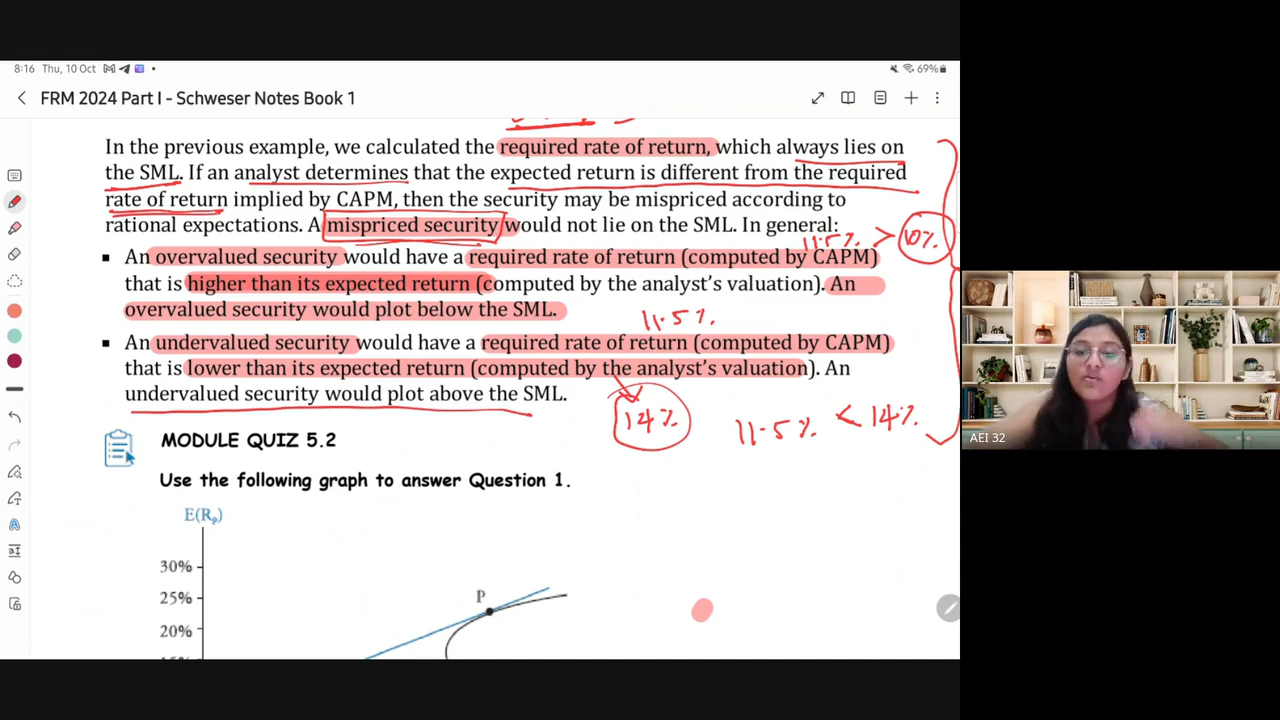 8:16 Thu, 10 Oct
69%
FRM 2024 Part I - Schweser Notes Book 1
In the previous example, we calculated the required rate of return, which always lies on
the SML. If an analyst determines that the expected return is different from the required
rate of return implied by CAPM, then the security may be mispriced according to
rational expectations. A mispriced security would not lie on the SML. In general:
11.5% > 10%
An overvalued security would have a required rate of return (computed by CAPM)
that is higher than its expected return (computed by the analyst's valuation). An
overvalued security would plot below the SML.
11.5%
An undervalued security would have a required rate of return (computed by CAPM)
that is lower than its expected return (computed by the analyst's valuation). An
undervalued security would plot above the SML.
14%
11.5% < 14%
MODULE QUIZ 5.2
Use the following graph to answer Question 1.
E(Rp)
30%
25%
P
20%
AEI 32